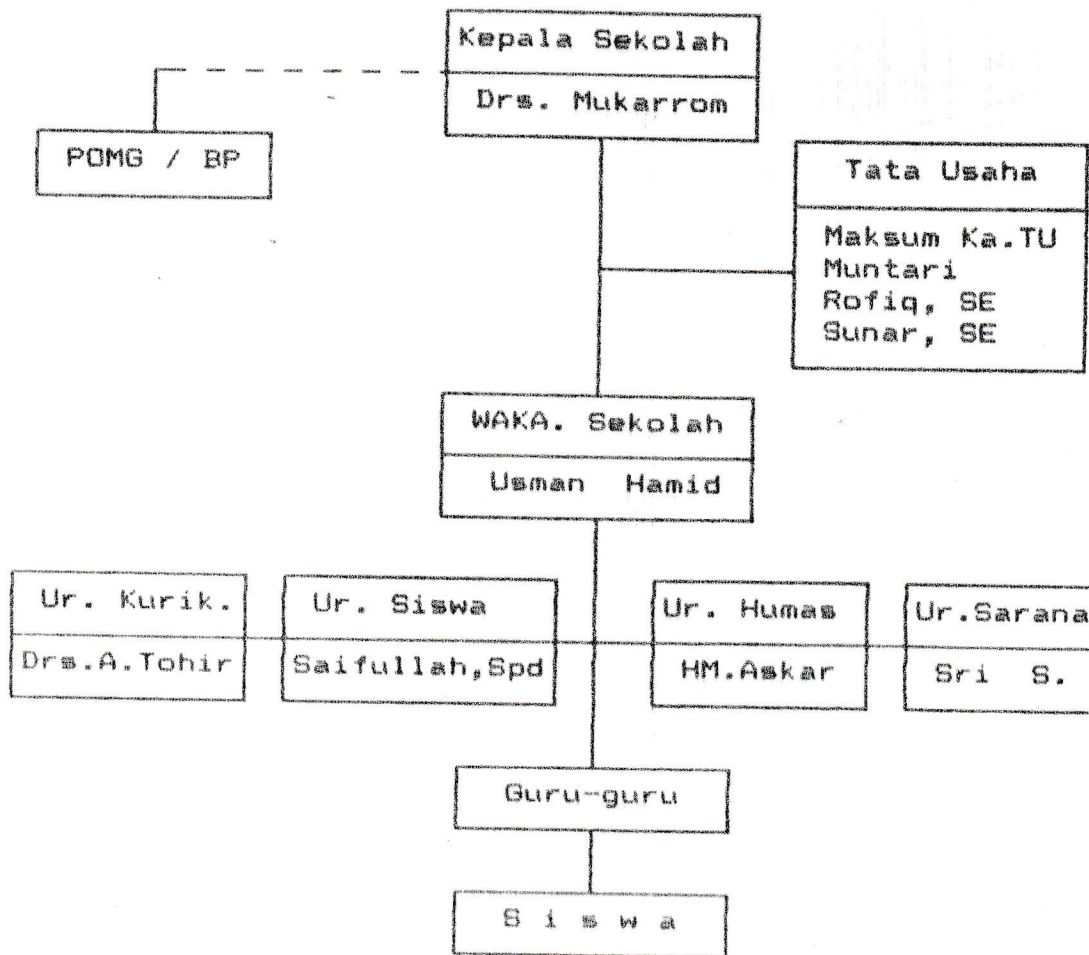 Kepala Sekolah
Drs. Mukarrom
POMG / BP
Tata Usaha
Maksum Ka.TU
Muntari
Rofiq, SE
Sunar, SE
WAKA. Sekolah
Usman Hamid
Ur. Kurik.
Drs.A.Tohir
Ur. Siswa
Saifullah,Spd
Ur. Humas
HM.Askar
Ur.Sarana
Sri S.
Guru-guru
S i s w a